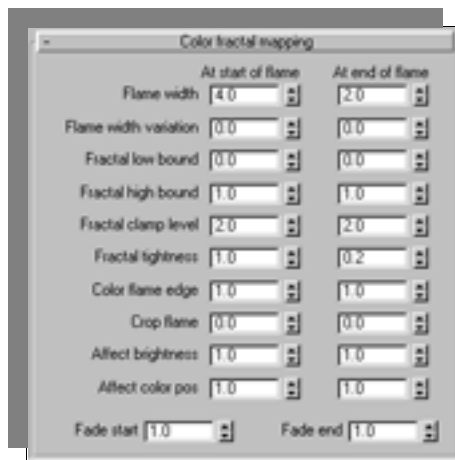 - Color fractal mapping
At start of flame At end of flame
Flame width 4.0 2.0
Flame width variation 0.0 0.0
Fractal low bound 0.0 0.0
Fractal high bound 1.0 1.0
Fractal clamp level 2.0 2.0
Fractal tightness 1.0 0.2
Color flame edge 1.0 1.0
Crop flame 0.0 0.0
Affect brightness 1.0 1.0
Affect color pos 1.0 1.0
Fade start 1.0 Fade end 1.0